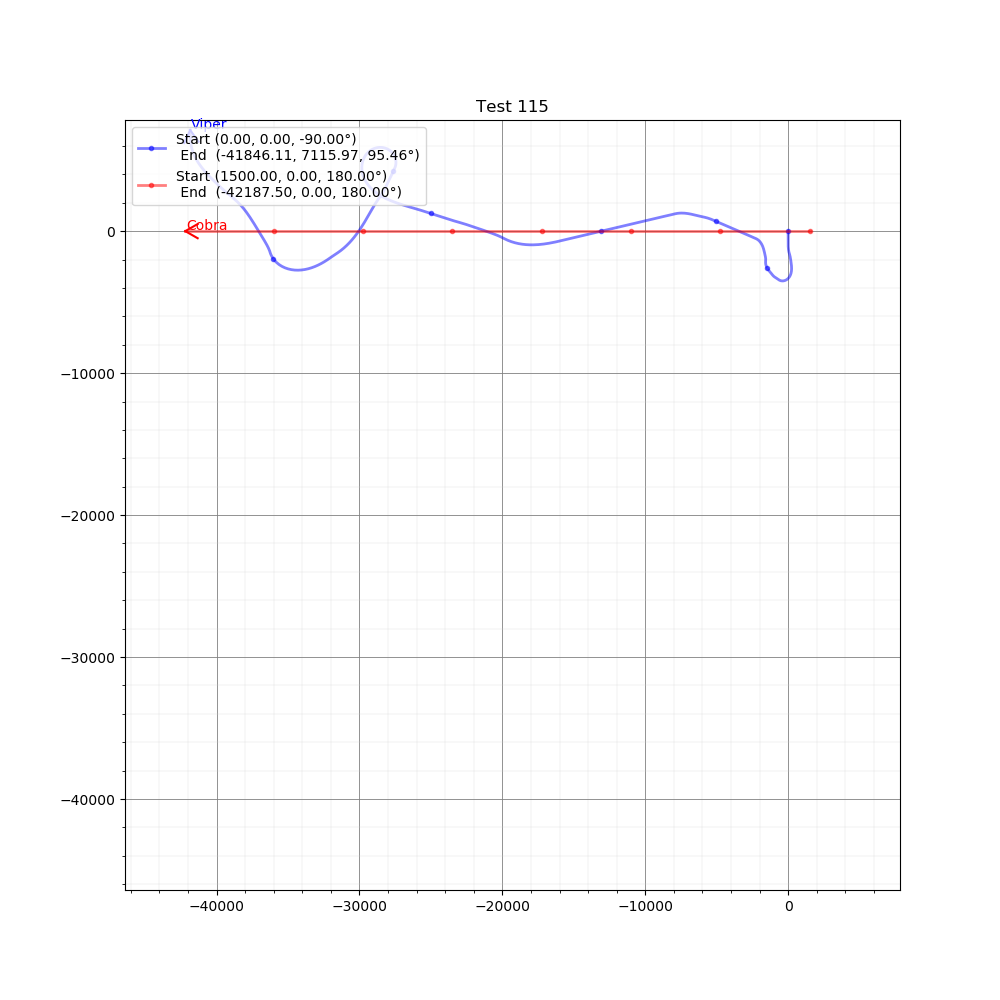 Test 115
Viper
Start (0.00, 0.00, -90.00°)
End  (-41846.11, 7115.97, 95.46°)
Start (1500.00, 0.00, 180.00°)
End  (-42187.50, 0.00, 180.00°)
Cobra
0
−10000
−20000
−30000
−40000
−40000 −30000 −20000 −10000 0